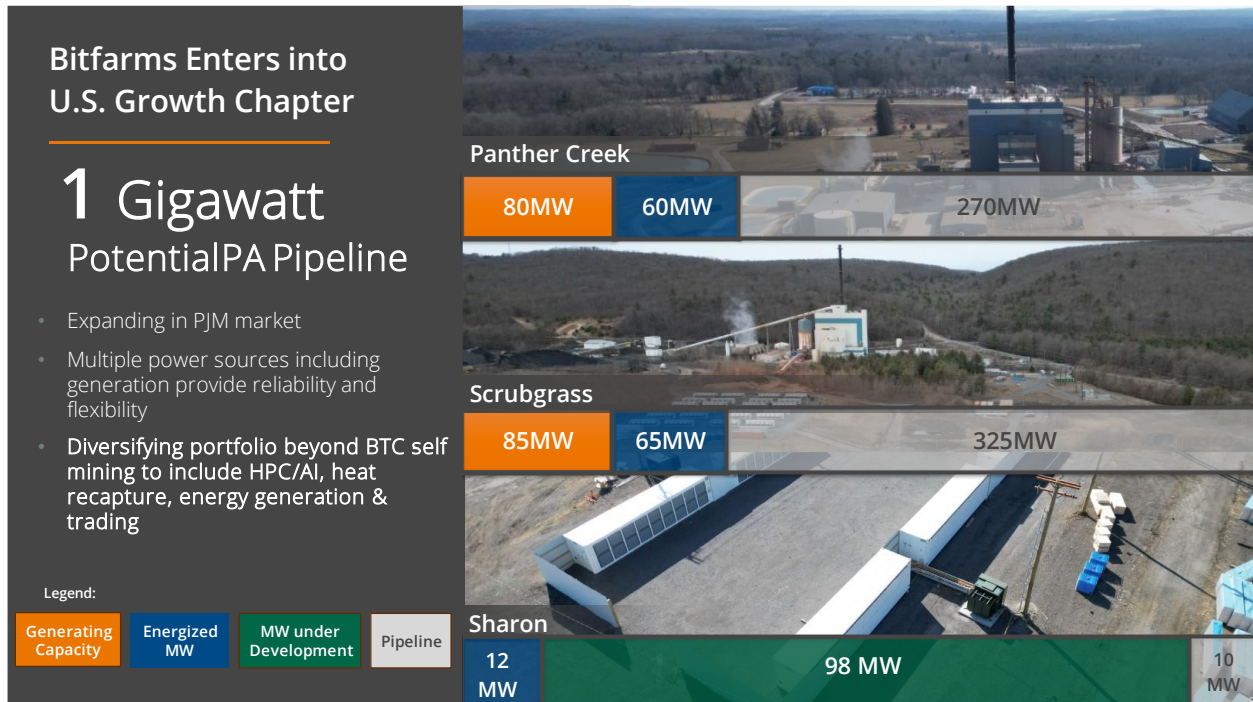 Bitfarms Enters into
U.S. Growth Chapter
1 Gigawatt
PotentialPA Pipeline
• Expanding in PJM market
• Multiple power sources including
generation provide reliability and
flexibility
• Diversifying portfolio beyond BTC self
mining to include HPC/AI, heat
recapture, energy generation &
trading
Legend:
Generating
Capacity
Energized
MW
MW under
Development
Pipeline
Panther Creek
80MW 60MW 270MW
Scrubgrass
85MW 65MW 325MW
Sharon
12
MW
98 MW
10
MW